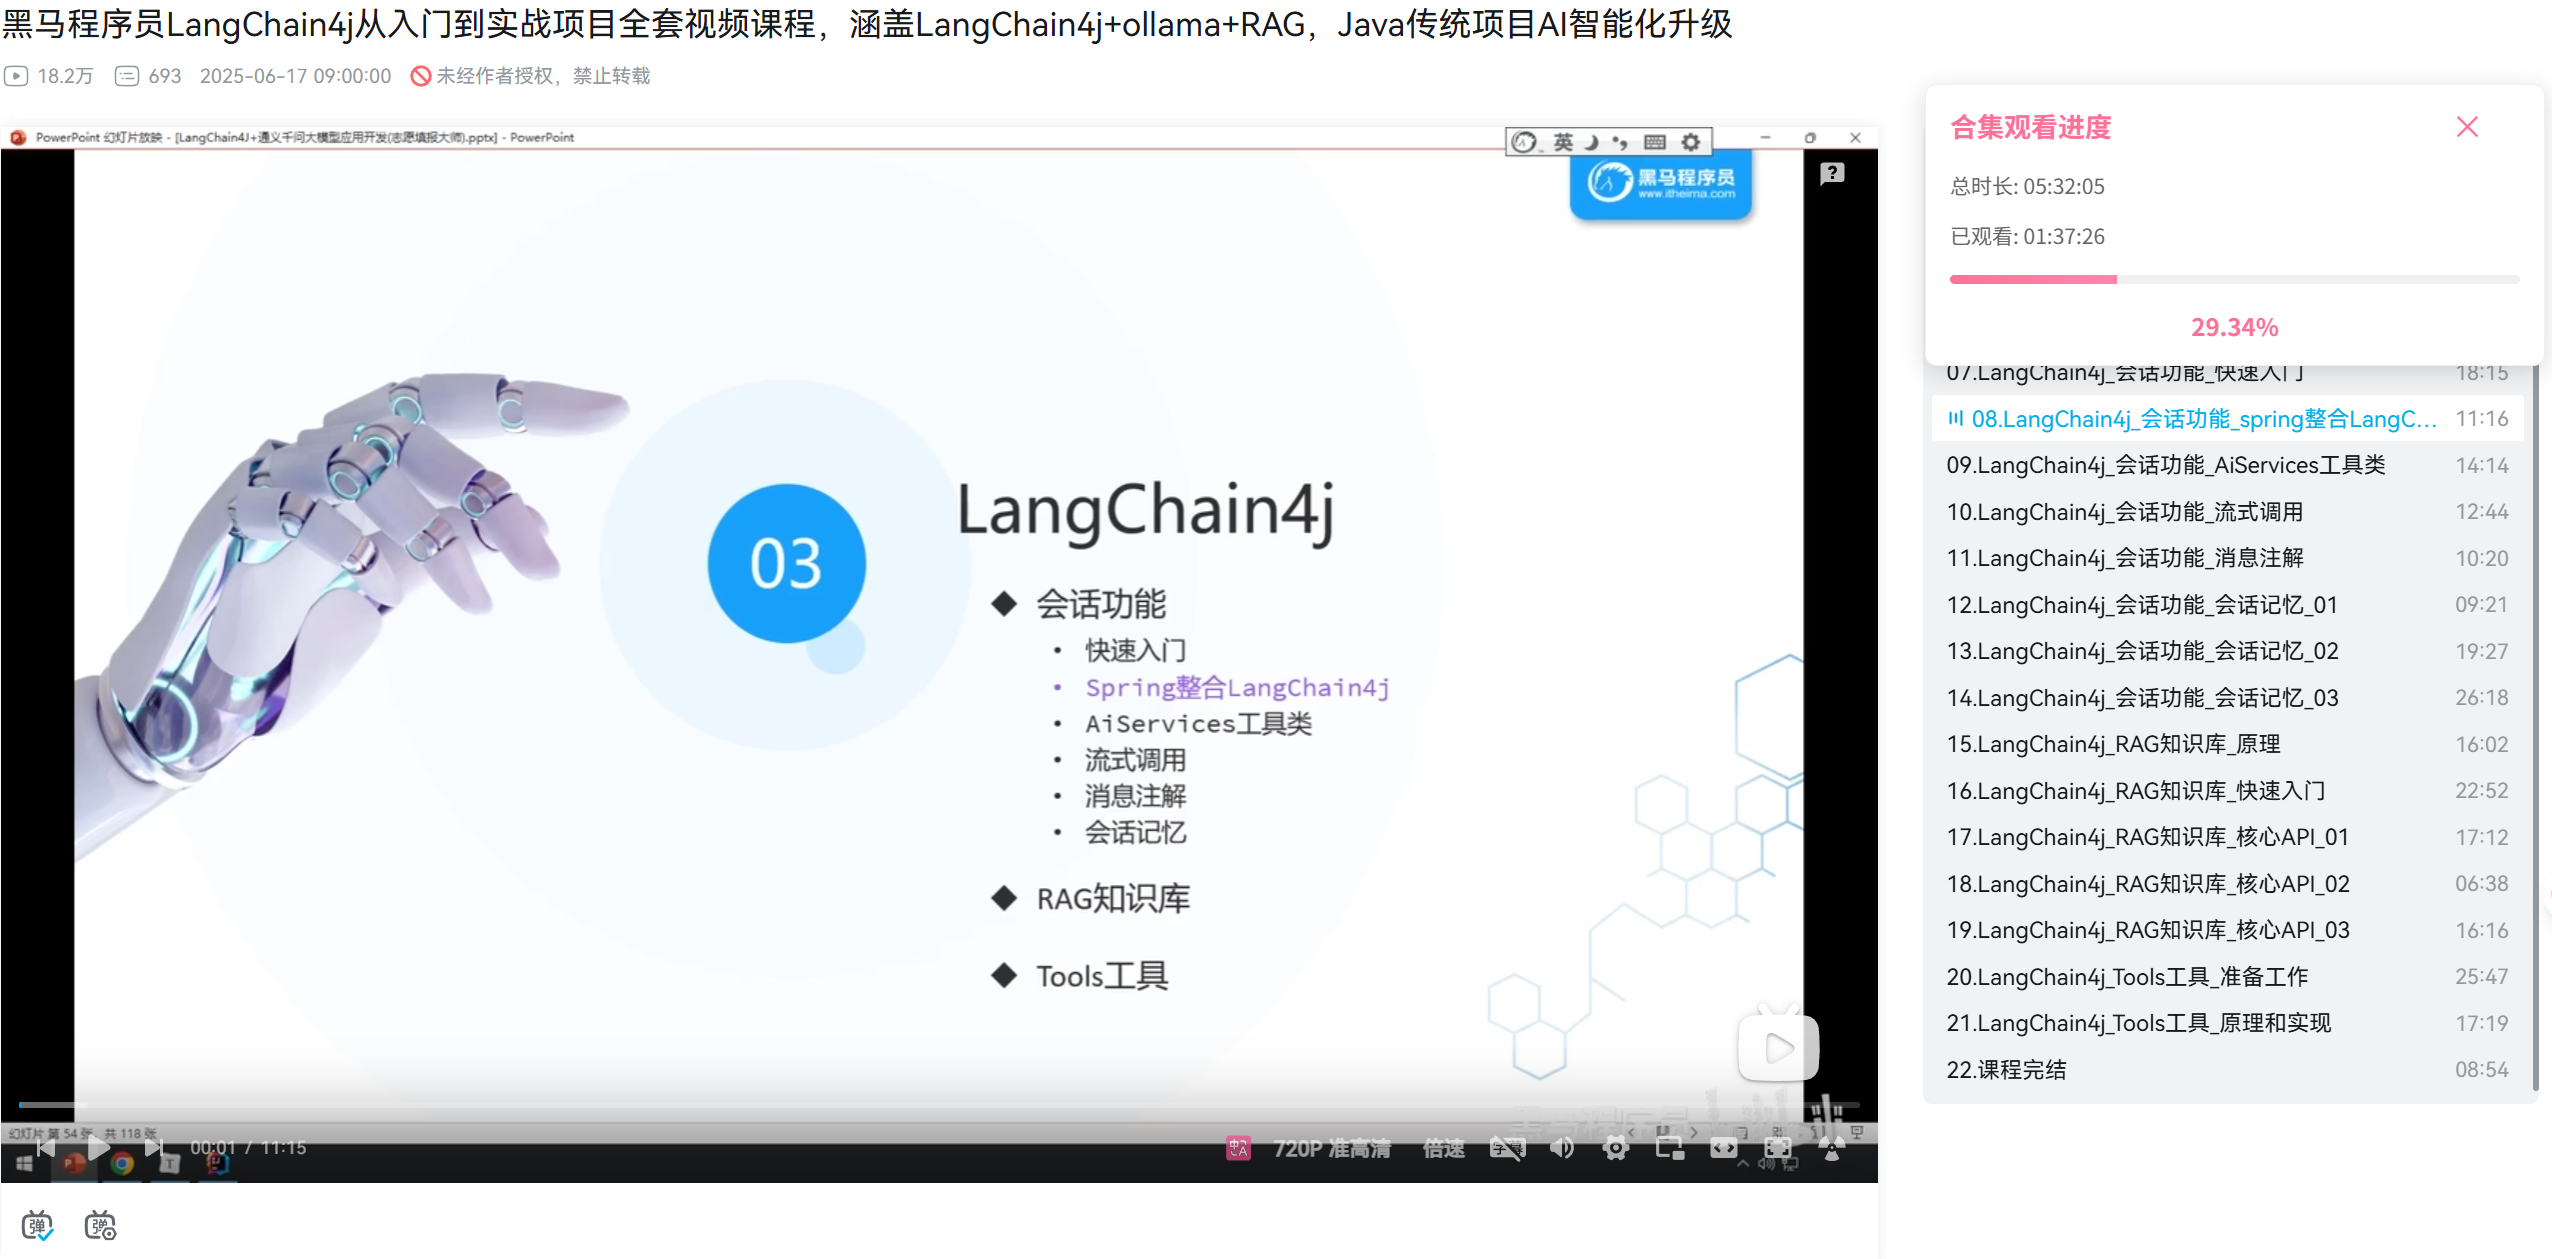 黑马程序员LangChain4j从入门到实战项目全套视频课程，涵盖LangChain4j+ollama+RAG，Java传统项目AI智能化升级
18.2万 693 2025-06-17 09:00:00 未经作者授权，禁止转载
PowerPoint 幻灯片放映 - [LangChain4J+通义千问大模型应用开发(志愿填报大师).pptx] - PowerPoint
英
黑马程序员
www.itheima.com
03
LangChain4j
会话功能
快速入门
Spring整合LangChain4j
AiServices工具类
流式调用
消息注解
会话记忆
RAG知识库
Tools工具
幻灯片 第 54 张，共 118 张
00:01 / 11:15
720P 准高清 倍速
合集观看进度
总时长: 05:32:05
已观看: 01:37:26
29.34%
07.LangChain4j_会话功能_快速入门 18:15
08.LangChain4j_会话功能_spring整合LangC... 11:16
09.LangChain4j_会话功能_AiServices工具类 14:14
10.LangChain4j_会话功能_流式调用 12:44
11.LangChain4j_会话功能_消息注解 10:20
12.LangChain4j_会话功能_会话记忆_01 09:21
13.LangChain4j_会话功能_会话记忆_02 19:27
14.LangChain4j_会话功能_会话记忆_03 26:18
15.LangChain4j_RAG知识库_原理 16:02
16.LangChain4j_RAG知识库_快速入门 22:52
17.LangChain4j_RAG知识库_核心API_01 17:12
18.LangChain4j_RAG知识库_核心API_02 06:38
19.LangChain4j_RAG知识库_核心API_03 16:16
20.LangChain4j_Tools工具_准备工作 25:47
21.LangChain4j_Tools工具_原理和实现 17:19
22.课程完结 08:54
弹
弹